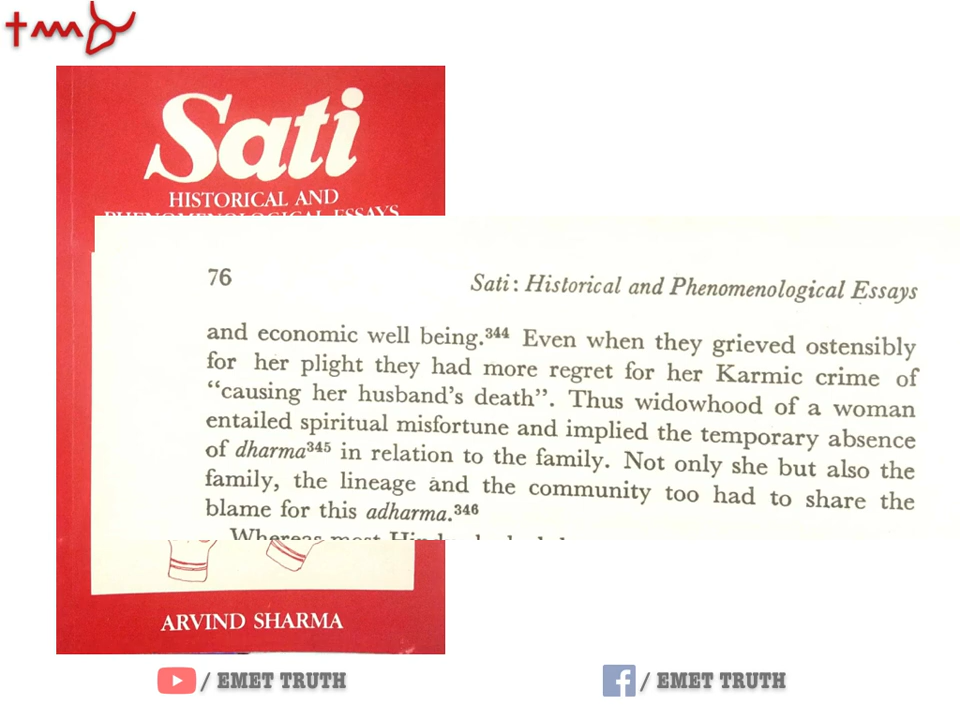 Sati
HISTORICAL AND
PHENOMENOLOGICAL ESSAYS
76 Sati: Historical and Phenomenological Essays
and economic well being.³⁴⁴ Even when they grieved ostensibly
for her plight they had more regret for her Karmic crime of
“causing her husband's death”. Thus widowhood of a woman
entailed spiritual misfortune and implied the temporary absence
of dharma³⁴⁵ in relation to the family. Not only she but also the
family, the lineage and the community too had to share the
blame for this adharma.³⁴⁶
Whereas most
ARVIND SHARMA
/ EMET TRUTH
/ EMET TRUTH